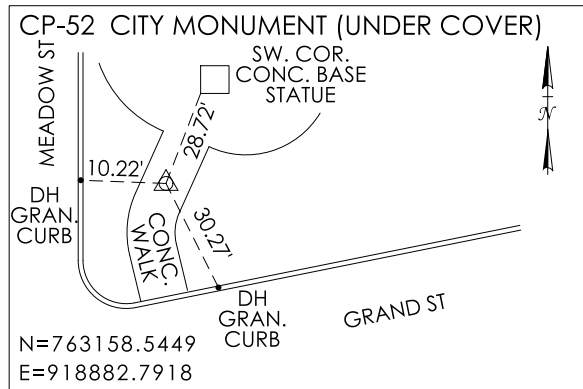 CP-52 CITY MONUMENT (UNDER COVER)
SW. COR.
CONC. BASE
STATUE
MEADOW ST
28.72'
N
10.22'
DH
GRAN.
CURB
30.27'
CONC.
WALK
DH
GRAN.
CURB
GRAND ST
N=763158.5449
E=918882.7918